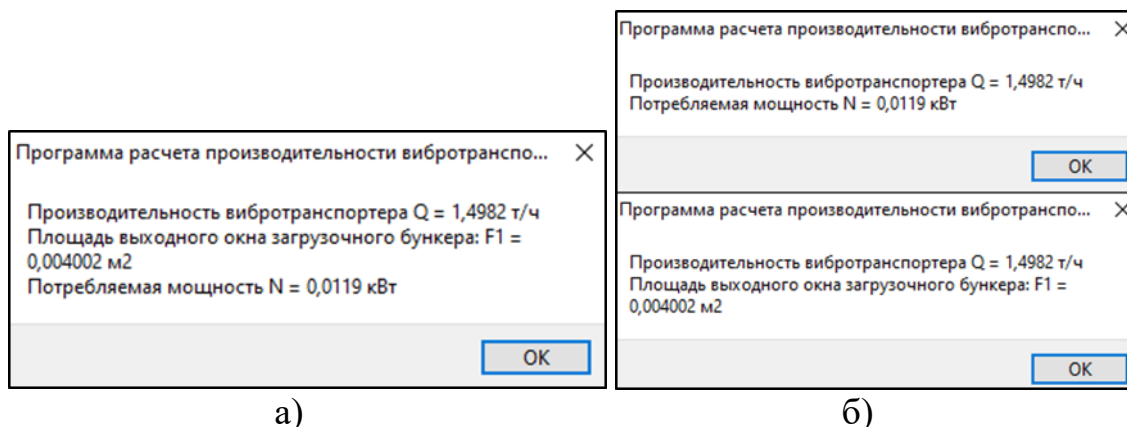 Программа расчета производительности вибротранспо...
Производительность вибротранспортера Q = 1,4982 т/ч
Площадь выходного окна загрузочного бункера: F1 =
0,004002 м2
Потребляемая мощность N = 0,0119 кВт
OK
а)
Программа расчета производительности вибротранспо...
Производительность вибротранспортера Q = 1,4982 т/ч
Потребляемая мощность N = 0,0119 кВт
OK
Программа расчета производительности вибротранспо...
Производительность вибротранспортера Q = 1,4982 т/ч
Площадь выходного окна загрузочного бункера: F1 =
0,004002 м2
OK
б)